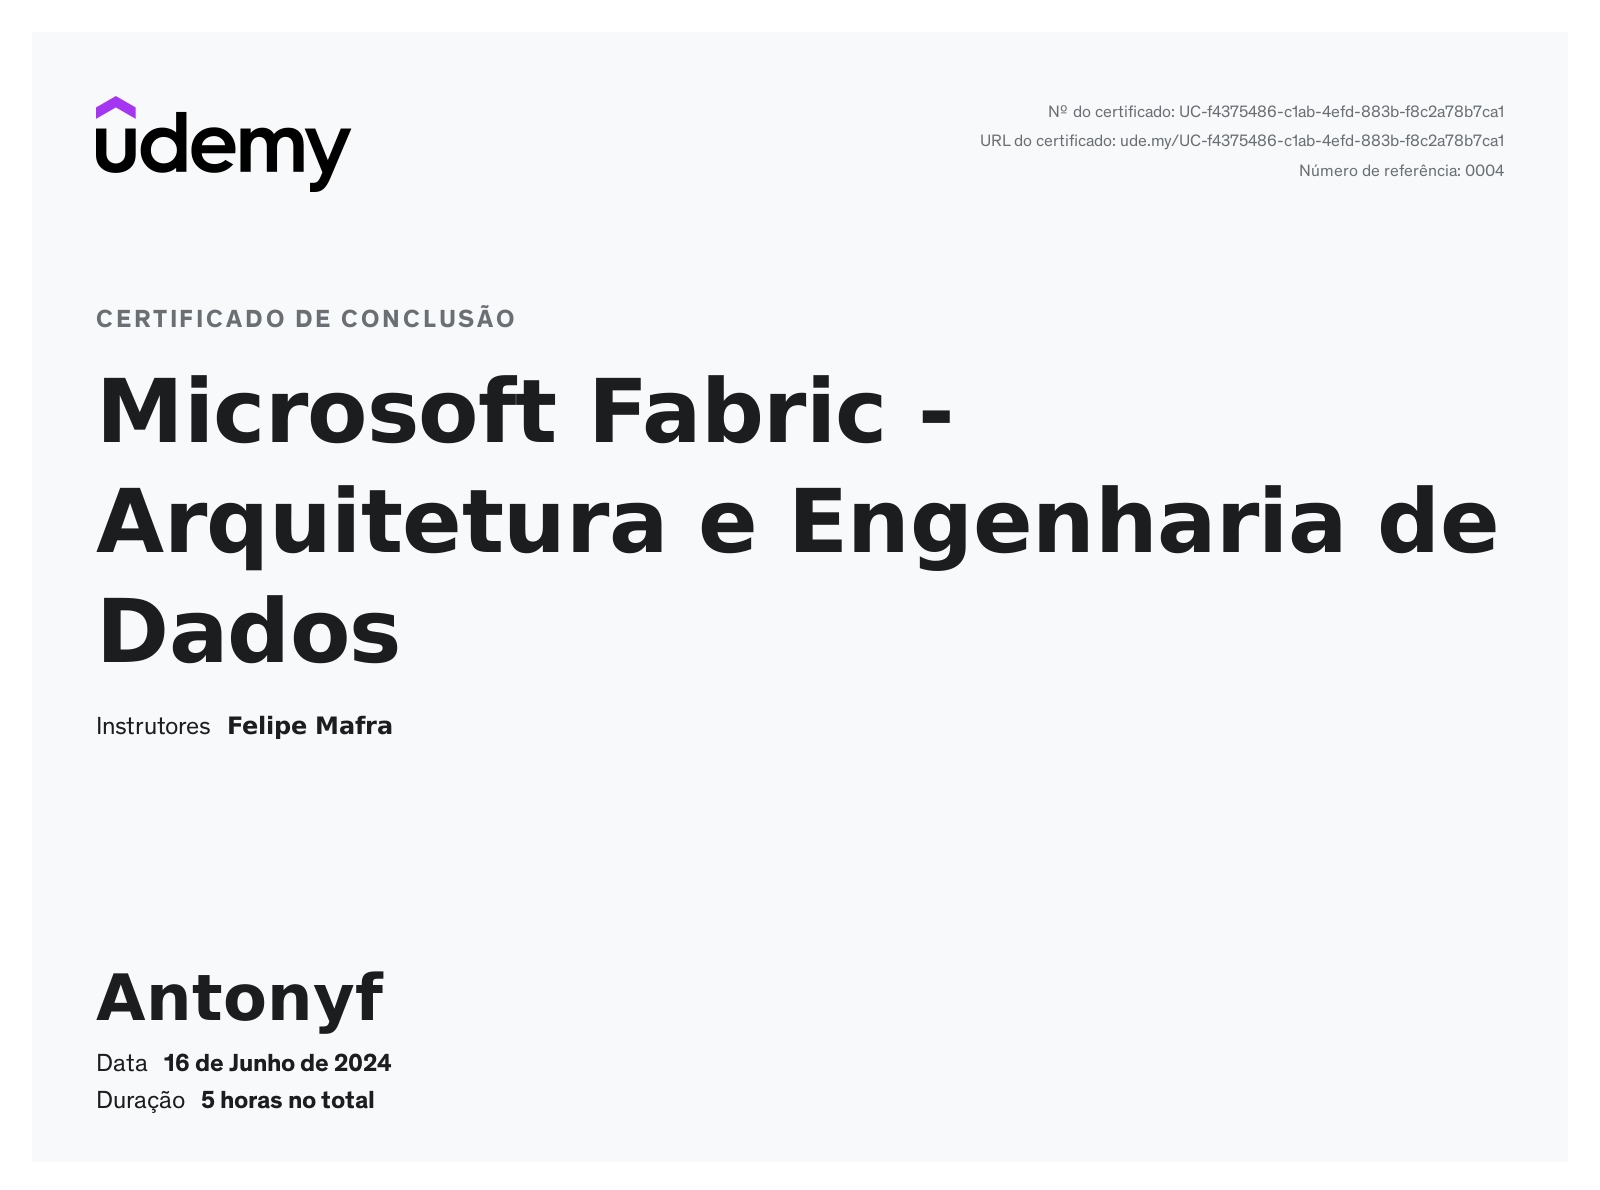 udemy
Nº do certificado: UC-f4375486-c1ab-4efd-883b-f8c2a78b7ca1
URL do certificado: ude.my/UC-f4375486-c1ab-4efd-883b-f8c2a78b7ca1
Número de referência: 0004
CERTIFICADO DE CONCLUSÃO
Microsoft Fabric -
Arquitetura e Engenharia de
Dados
Instrutores Felipe Mafra
Antonyf
Data 16 de Junho de 2024
Duração 5 horas no total